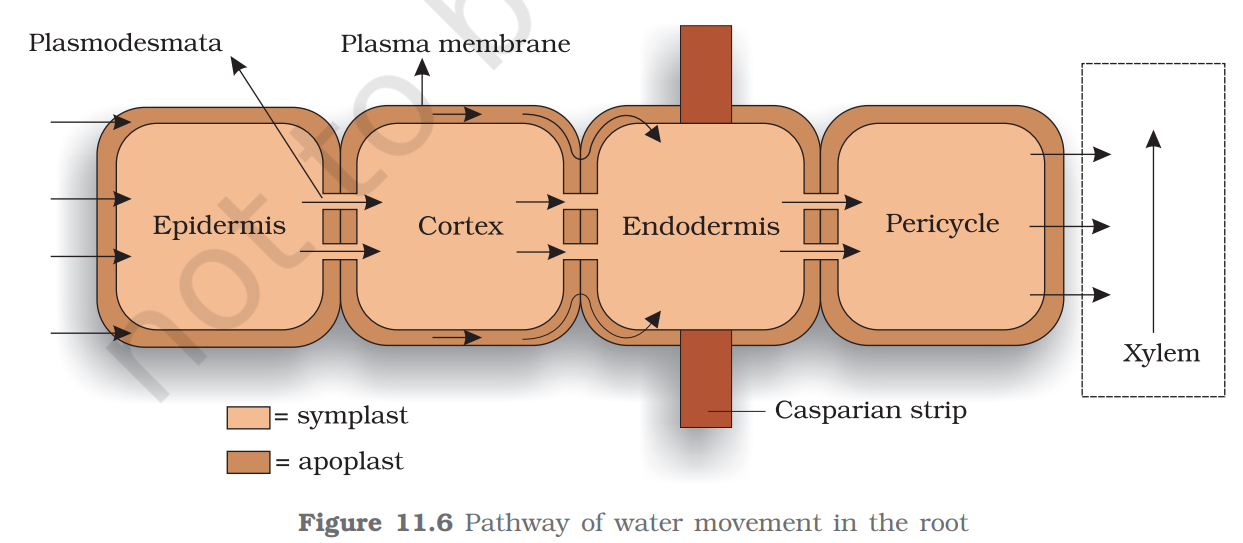 Plasmodesmata
Plasma membrane
Epidermis
Cortex
Endodermis
Pericycle
Xylem
Casparian strip
= symplast
= apoplast
Figure 11.6 Pathway of water movement in the root
not to b